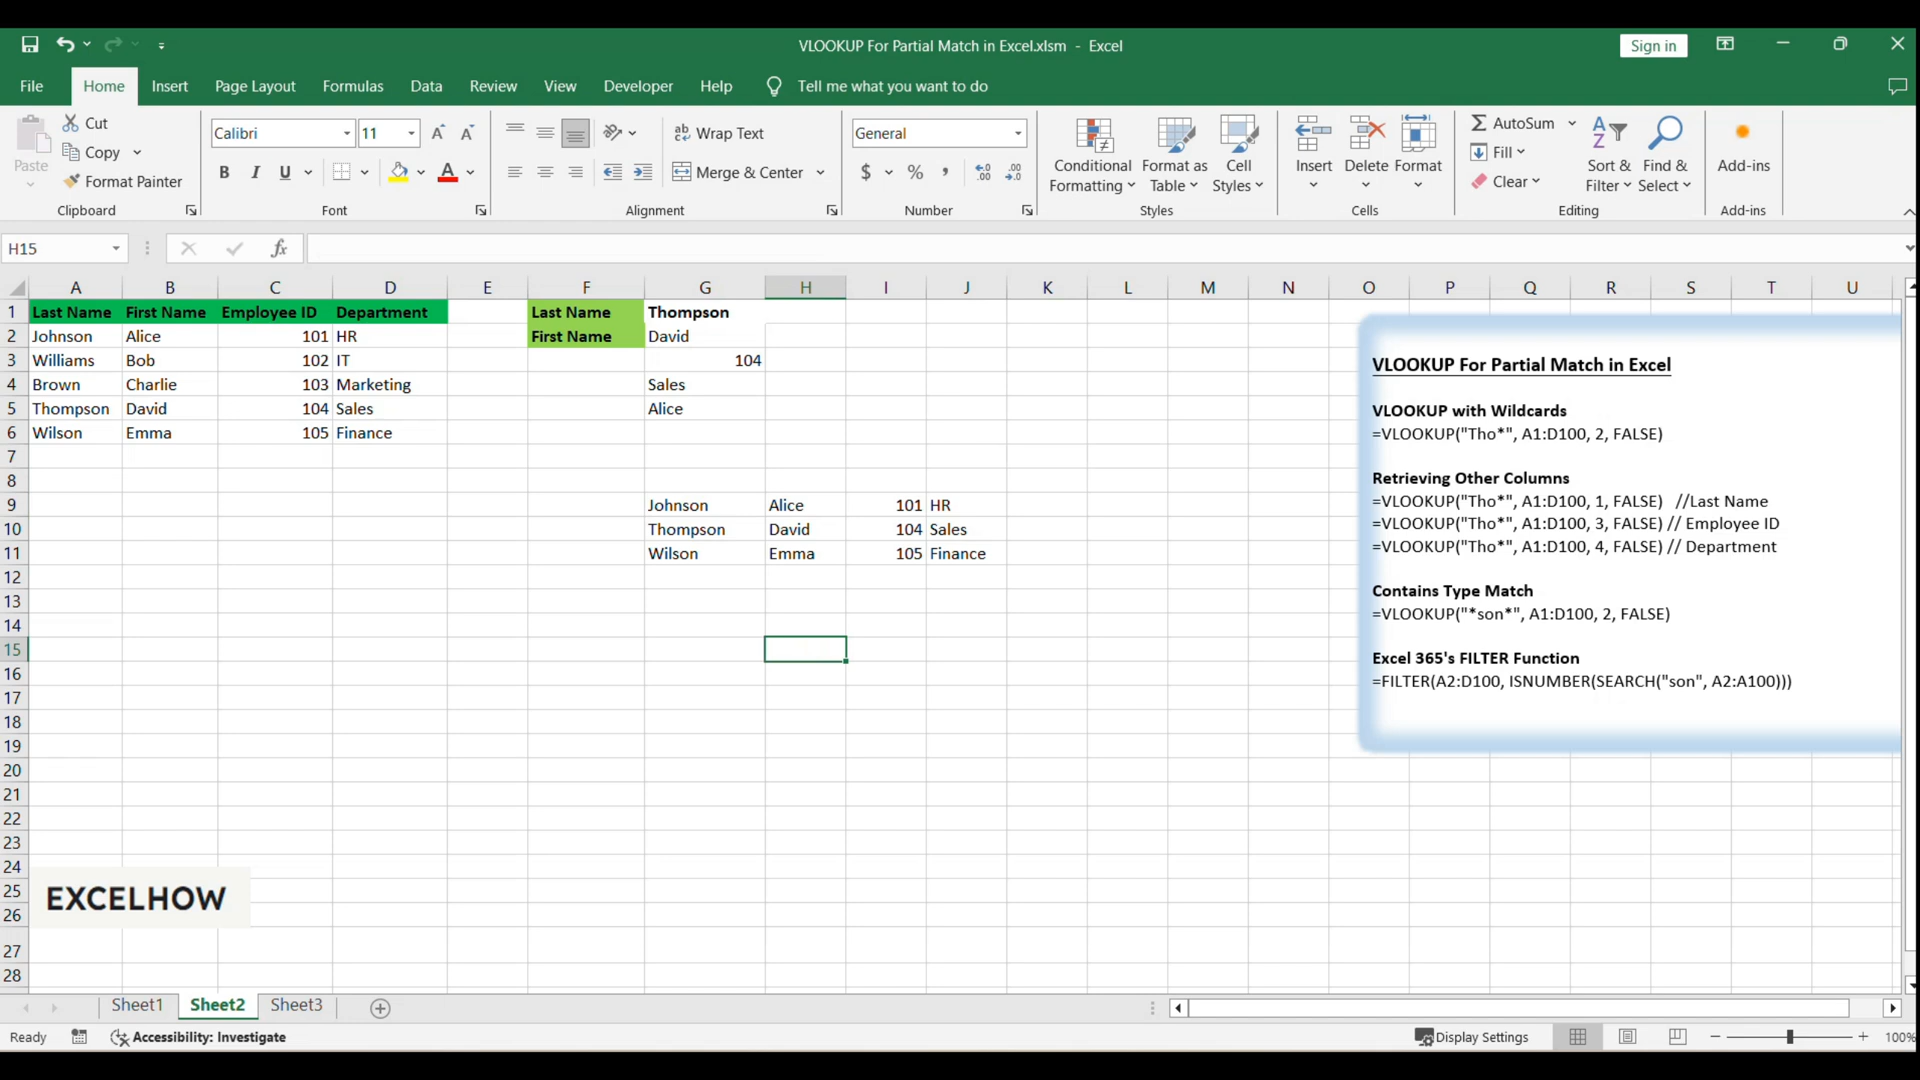 VLOOKUP For Partial Match in Excel.xlsm - Excel
Sign in
File Home Insert Page Layout Formulas Data Review View Developer Help Tell me what you want to do
Paste
Cut
Copy
Format Painter
Clipboard
Calibri 11
B I U
Font
Wrap Text
Merge & Center
Alignment
General
$ % ,
Number
Conditional Formatting
Format as Table
Cell Styles
Styles
Insert Delete Format
Cells
AutoSum
Fill
Clear
Sort & Filter
Find & Select
Editing
Add-ins
Add-ins
H15 fx
A B C D E F G H I J K L M N O P Q R S T U
1 Last Name First Name Employee ID Department Last Name Thompson
2 Johnson Alice 101 HR First Name David
3 Williams Bob 102 IT 104
4 Brown Charlie 103 Marketing Sales
5 Thompson David 104 Sales Alice
6 Wilson Emma 105 Finance
7
8
9 Johnson Alice 101 HR
10 Thompson David 104 Sales
11 Wilson Emma 105 Finance
12
13
14
15
16
17
18
19
20
21
22
23
24
25
26
27
28
VLOOKUP For Partial Match in Excel
VLOOKUP with Wildcards
=VLOOKUP("Tho*", A1:D100, 2, FALSE)
Retrieving Other Columns
=VLOOKUP("Tho*", A1:D100, 1, FALSE) //Last Name
=VLOOKUP("Tho*", A1:D100, 3, FALSE) // Employee ID
=VLOOKUP("Tho*", A1:D100, 4, FALSE) // Department
Contains Type Match
=VLOOKUP("*son*", A1:D100, 2, FALSE)
Excel 365's FILTER Function
=FILTER(A2:D100, ISNUMBER(SEARCH("son", A2:A100)))
EXCELHOW
Sheet1 Sheet2 Sheet3
Ready Accessibility: Investigate Display Settings 100%